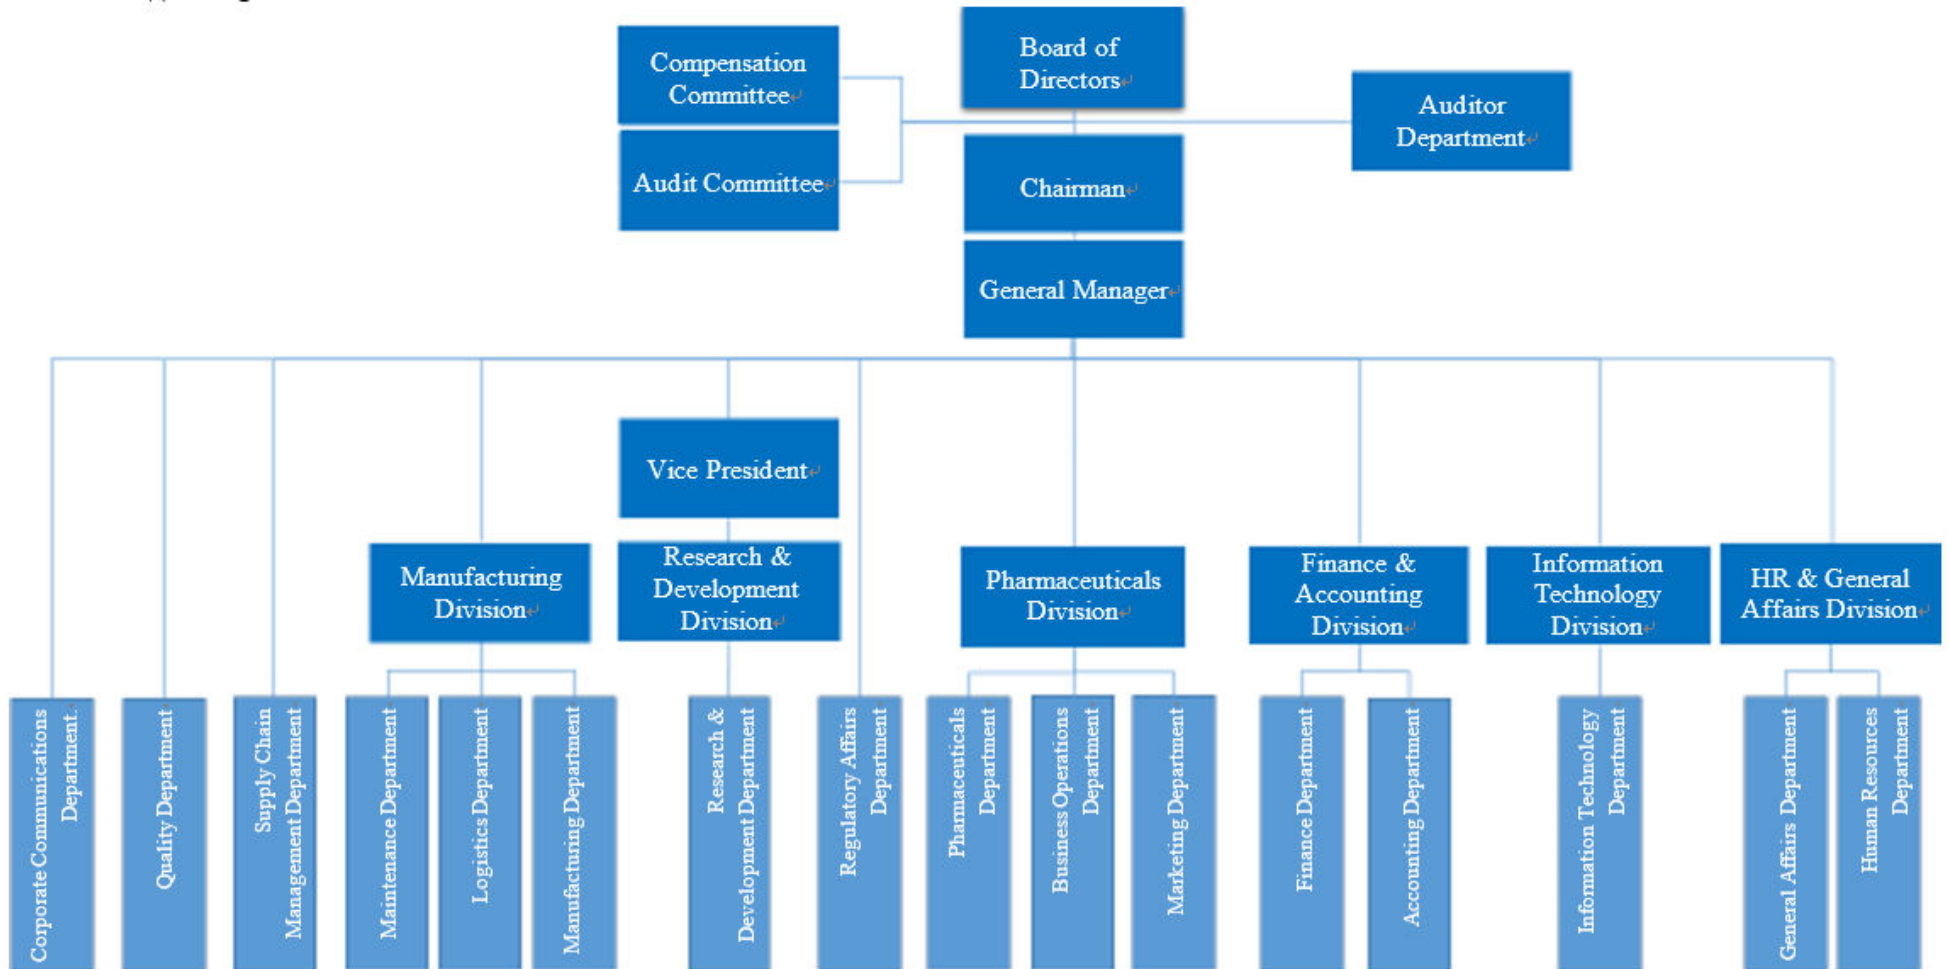 Board of
Directors
Compensation
Committee
Auditor
Department
Audit Committee
Chairman
General Manager
Vice President
Manufacturing
Division
Research &
Development
Division
Pharmaceuticals
Division
Finance &
Accounting
Division
Information
Technology
Division
HR & General
Affairs Division
Corporate Communications
Department.
Quality Department
Supply Chain
Management Department
Maintenance Department
Logistics Department
Manufacturing Department
Research &
Development Department
Regulatory Affairs
Department
Pharmaceuticals
Department
Business Operations
Department
Marketing Department
Finance Department
Accounting Department
Information Technology
Department
General Affairs Department
Human Resources
Department